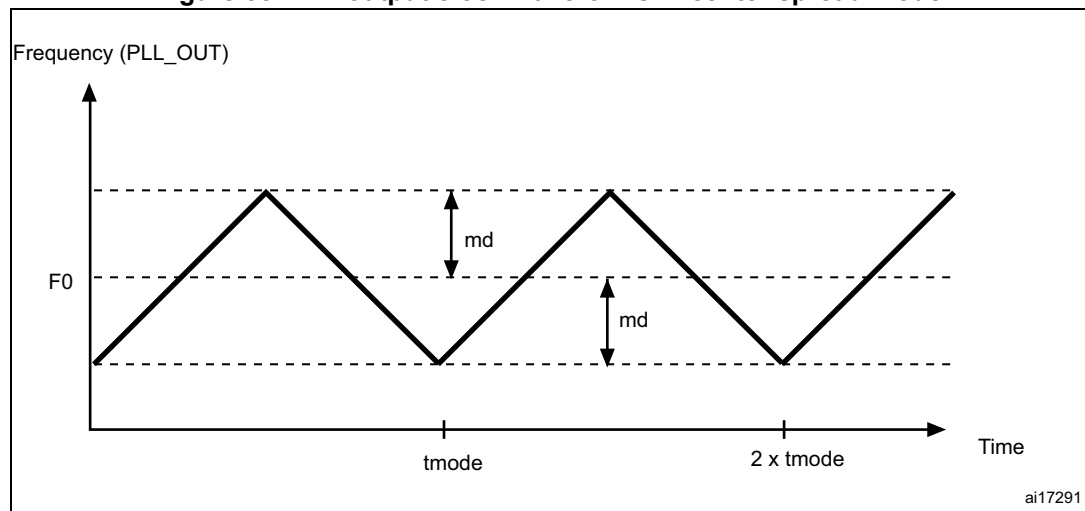 Frequency (PLL_OUT)
md
F0
md
tmode
2 x tmode
Time
ai17291